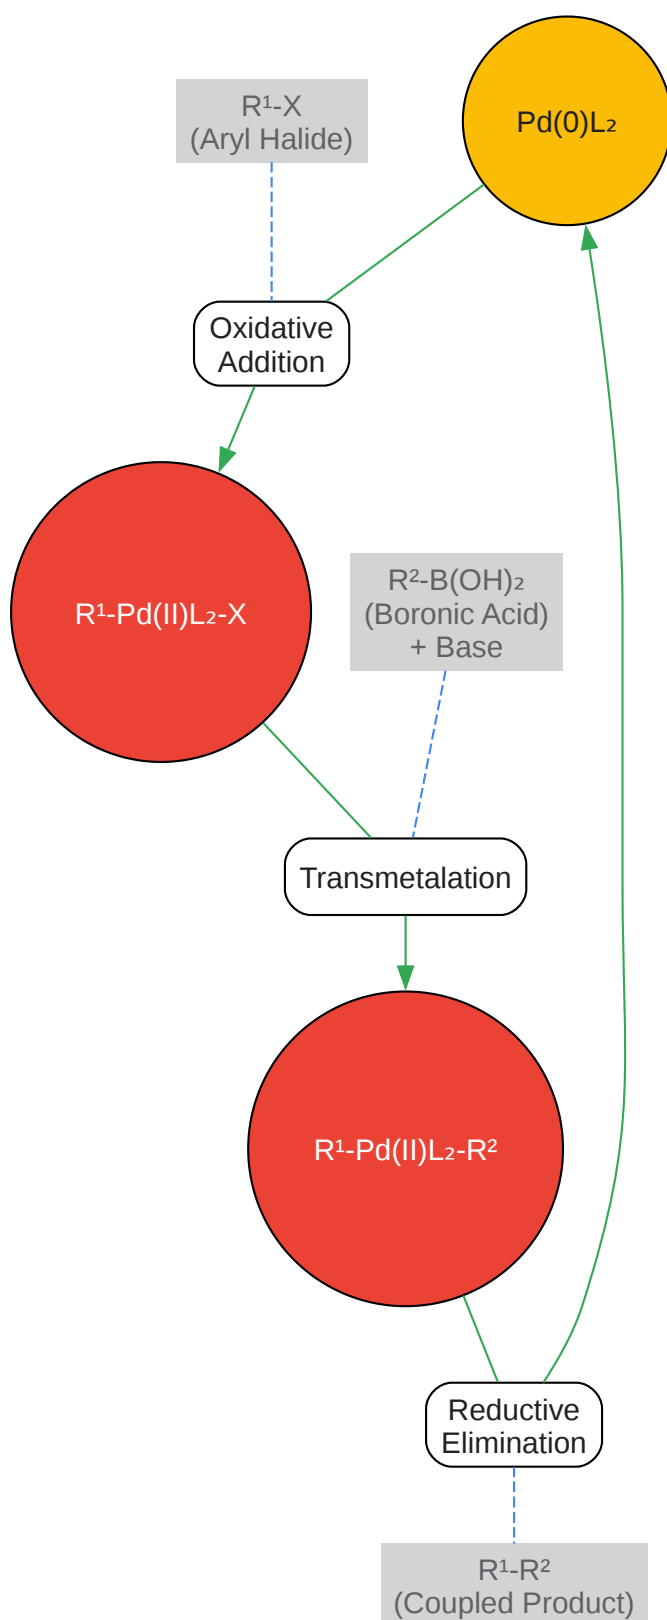 R¹-X
(Aryl Halide)
Pd(0)L₂
Oxidative
Addition
R¹-Pd(II)L₂-X
R²-B(OH)₂
(Boronic Acid)
+ Base
Transmetalation
R¹-Pd(II)L₂-R²
Reductive
Elimination
R¹-R²
(Coupled Product)